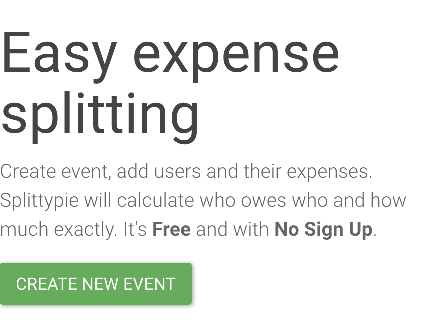 Easy expense
splitting
Create event, add users and their expenses.
Splittypie will calculate who owes who and how
much exactly. It's Free and with No Sign Up.
CREATE NEW EVENT